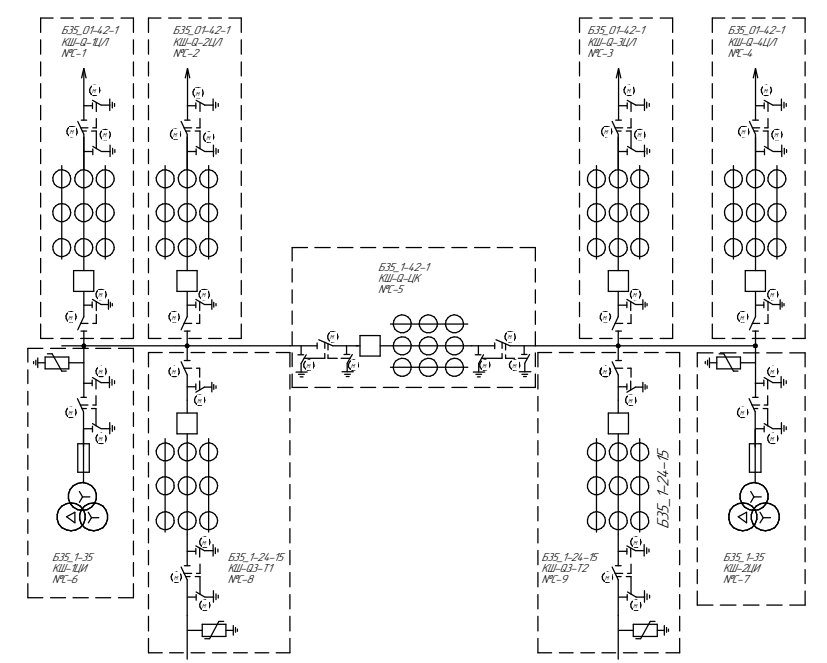 Б35_01-42-1
КШ-Q-1ЦЛ
№С-1
Б35_01-42-1
КШ-Q-2ЦЛ
№С-2
Б35_01-42-1
КШ-Q-3ЦЛ
№С-3
Б35_01-42-1
КШ-Q-4ЦЛ
№С-4
Б35_1-42-1
КШ-Q-ЦК
№С-5
Б35_1-35
КШ-1ЦИ
№С-6
Б35_1-24-15
КШ-Q3-Т1
№С-8
Б35_1-24-15
КШ-Q3-Т2
№С-9
Б35_1-24-15
Б35_1-35
КШ-2ЦИ
№С-7